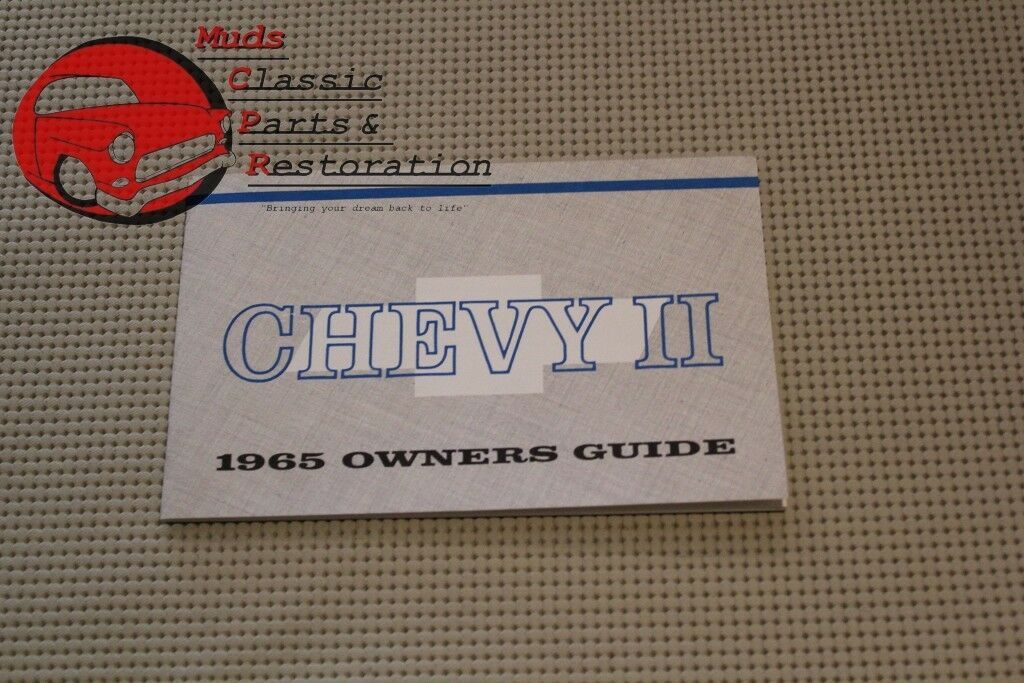 Muds
Classic
Parts &
Restoration
"Bringing your dream back to life"
CHEVY II
1965 OWNERS GUIDE